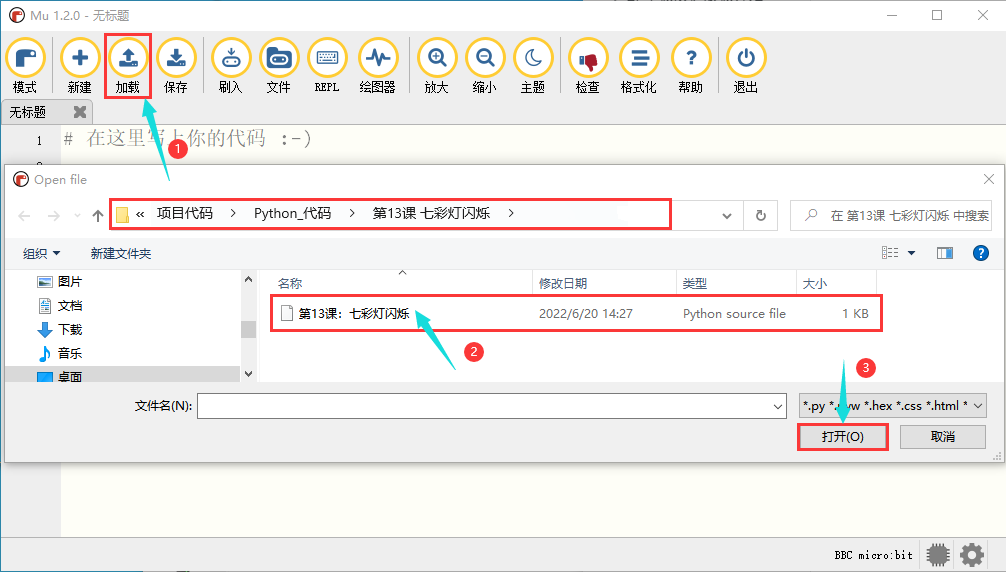 Mu 1.2.0 - 无标题
模式 新建 加载 保存 刷入 文件 REPL 绘图器 放大 缩小 主题 检查 格式化 帮助 退出
无标题
1 # 在这里写上你的代码 :-)
1
Open file
« 项目代码 > Python_代码 > 第13课 七彩灯闪烁 >
在 第13课 七彩灯闪烁 中搜索
组织 新建文件夹
图片
文档
下载
音乐
桌面
名称 修改日期 类型 大小
第13课：七彩灯闪烁 2022/6/20 14:27 Python source file 1 KB
2
3
文件名(N): *.css *.html *
*.py *.hex
打开(O) 取消
BBC micro:bit